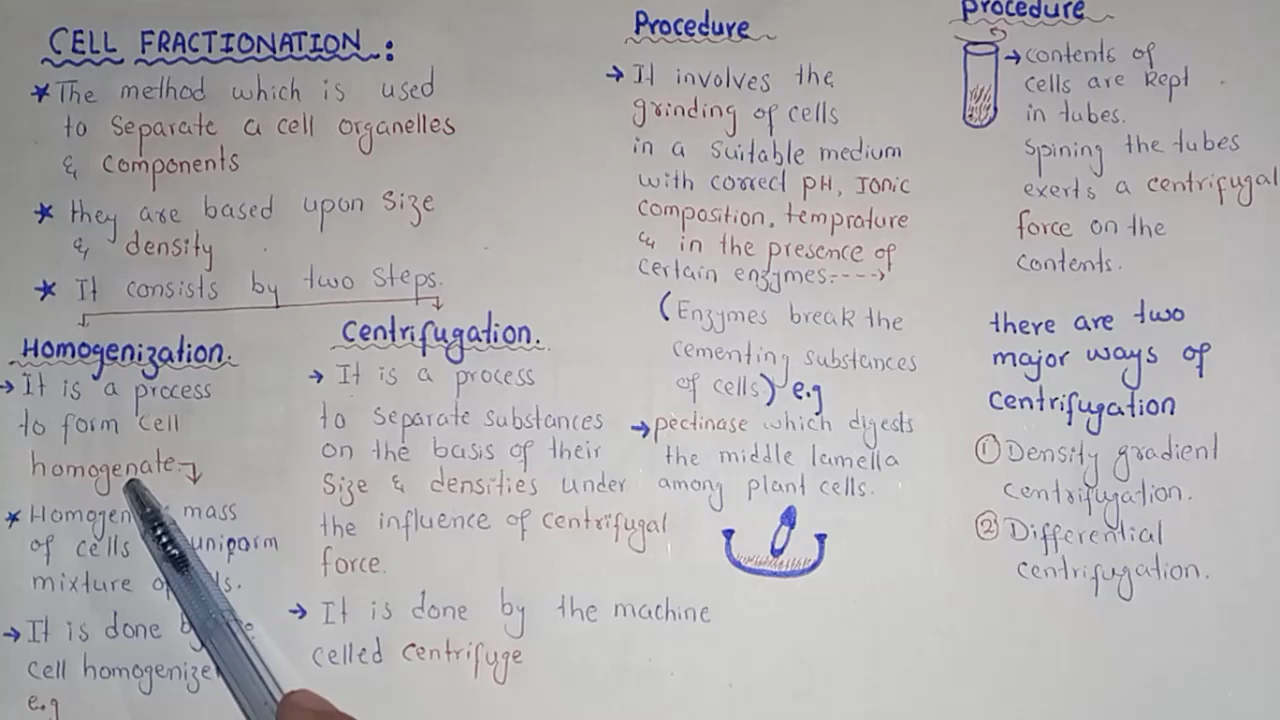 CELL FRACTIONATION :
* The method which is used
to separate a cell organelles
& components
* they are based upon size
& density
* It consists by two steps.
Homogenization.
→ It is a process
to form cell
homogenate
* mass
of cells uniform
mixture
→ It is done
cell
e.g
Centrifugation.
→ It is a process
to separate substances
on the basis of their
size & densities under
the influence of centrifugal
force.
→ It is done by the machine
celled centrifuge
Procedure
→ It involves the
grinding of cells
in a suitable medium
with correct pH, Ionic
composition, temprature
& in the presence of
certain enzymes---->
(Enzymes break the
cementing substances
of cells) e.g
→ pectinase which digests
the middle lamella
among plant cells.
procedure
→ contents of
cells are kept
in tubes.
spining the tubes
exerts a centrifugal
force on the
contents.
there are two
major ways of
centrifugation
① Density gradient
centrifugation.
② Differential
centrifugation.